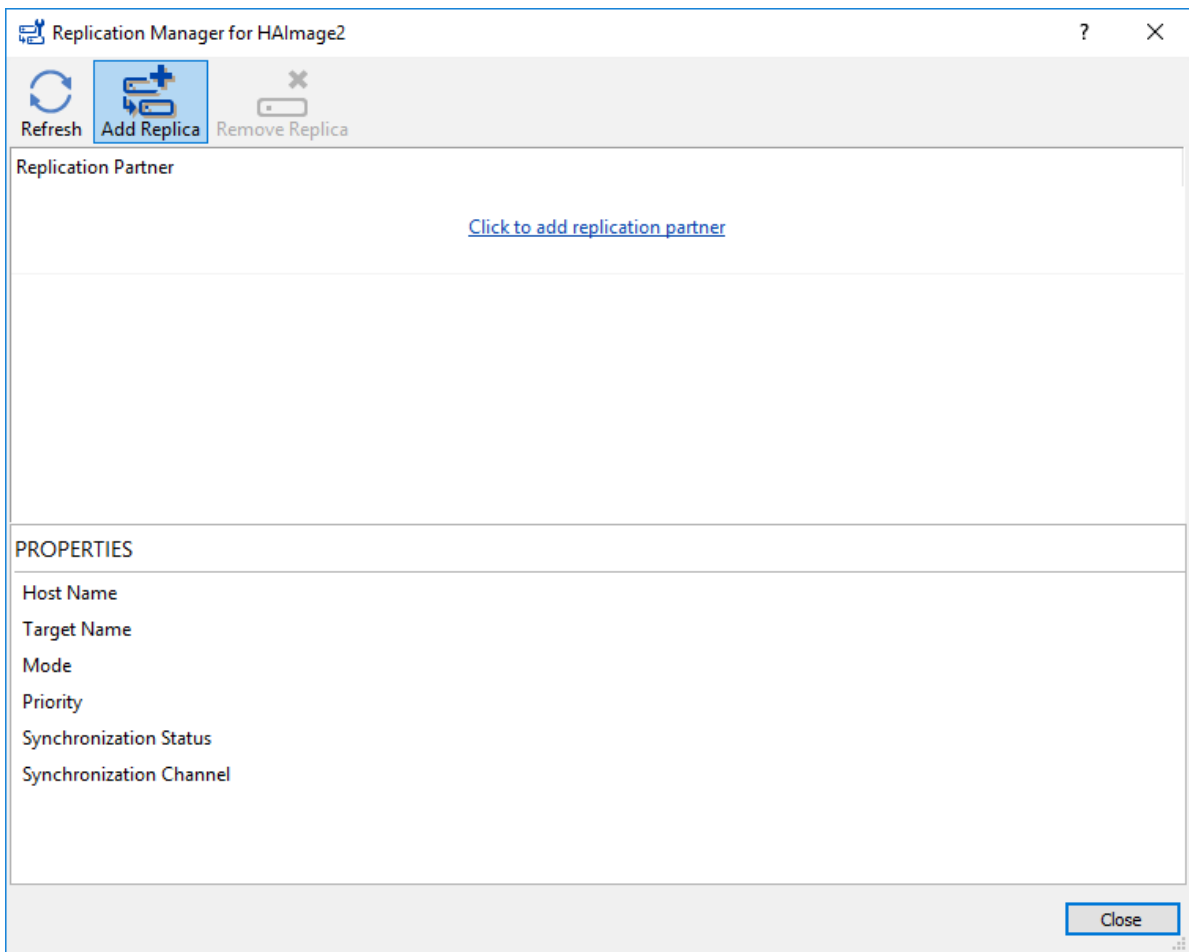 Replication Manager for HAImage2
?
Refresh Add Replica Remove Replica
Replication Partner
Click to add replication partner
PROPERTIES
Host Name
Target Name
Mode
Priority
Synchronization Status
Synchronization Channel
Close